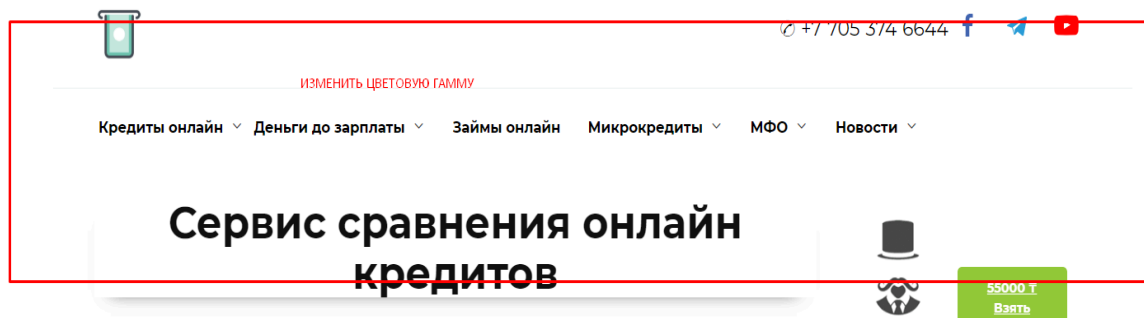 ✆ +7 705 374 6644
ИЗМЕНИТЬ ЦВЕТОВУЮ ГАММУ
Кредиты онлайн Деньги до зарплаты Займы онлайн Микрокредиты МФО Новости
Сервис сравнения онлайн
кредитов
55000 ₸
Взять